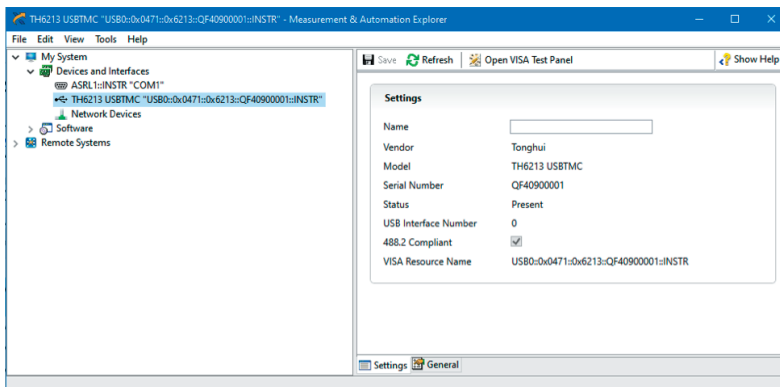 TH6213 USBTMC "USB0::0x0471::0x6213::QF40900001::INSTR" - Measurement & Automation Explorer
File Edit View Tools Help
My System
Devices and Interfaces
ASRL1::INSTR "COM1"
TH6213 USBTMC "USB0::0x0471::0x6213::QF40900001::INSTR"
Network Devices
Software
Remote Systems
Save Refresh Open VISA Test Panel Show Help
Settings
Name
Vendor Tonghui
Model TH6213 USBTMC
Serial Number QF40900001
Status Present
USB Interface Number 0
488.2 Compliant
VISA Resource Name USB0::0x0471::0x6213::QF40900001::INSTR
Settings General